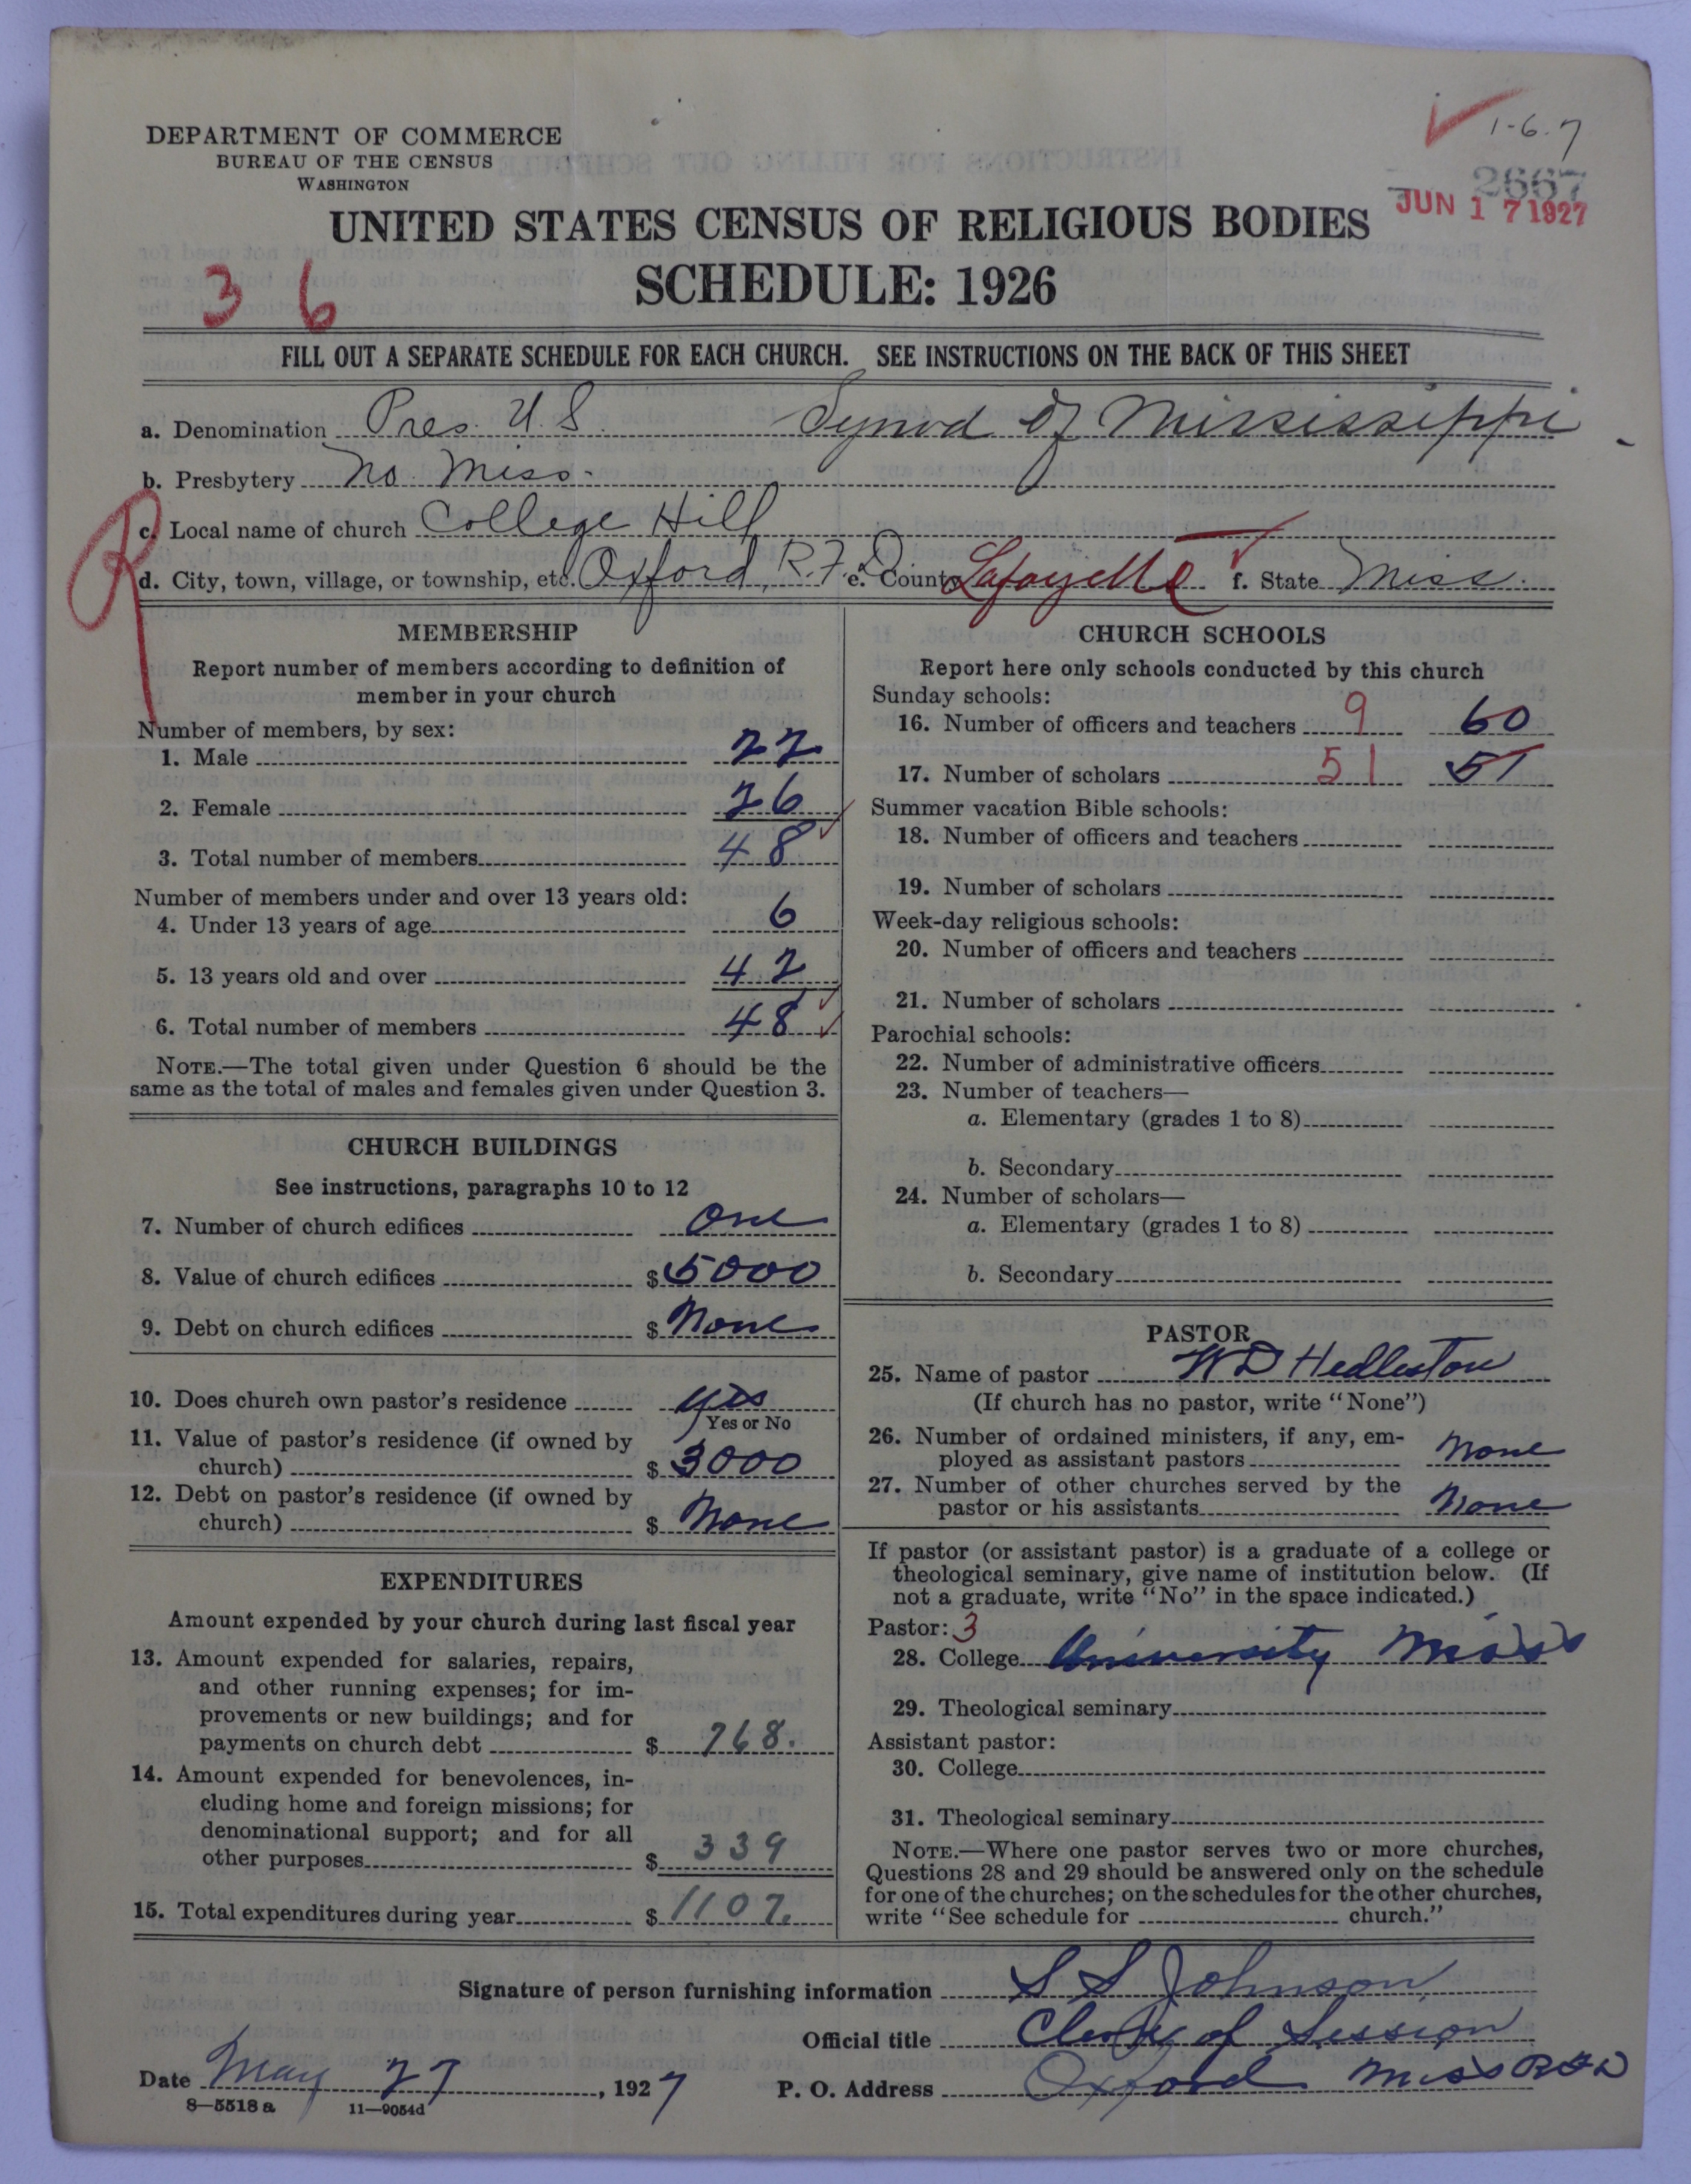 DEPARTMENT OF COMMERCE
BUREAU OF THE CENSUS
WASHINGTON
1-6.7
2667
JUN 17 1927
UNITED STATES CENSUS OF RELIGIOUS BODIES
SCHEDULE: 1926
36
FILL OUT A SEPARATE SCHEDULE FOR EACH CHURCH. SEE INSTRUCTIONS ON THE BACK OF THIS SHEET
a. Denomination Pres. U.S. Synod of Mississippi
b. Presbytery No. Miss.
R
c. Local name of church College Hill
d. City, town, village, or township, etc. Oxford, R.F.D e. County Lafayette f. State Miss.
MEMBERSHIP
Report number of members according to definition of
member in your church
Number of members, by sex:
1. Male 22
2. Female 26
3. Total number of members 48
Number of members under and over 13 years old:
4. Under 13 years of age 6
5. 13 years old and over 42
6. Total number of members 48
NOTE.—The total given under Question 6 should be the
same as the total of males and females given under Question 3.
CHURCH BUILDINGS
See instructions, paragraphs 10 to 12
7. Number of church edifices One
8. Value of church edifices $ 5000
9. Debt on church edifices $ None
10. Does church own pastor's residence yes
Yes or No
11. Value of pastor's residence (if owned by
church) $ 3000
12. Debt on pastor's residence (if owned by
church) $ None
EXPENDITURES
Amount expended by your church during last fiscal year
13. Amount expended for salaries, repairs,
and other running expenses; for im-
provements or new buildings; and for
payments on church debt $ 768.
14. Amount expended for benevolences, in-
cluding home and foreign missions; for
denominational support; and for all
other purposes $ 339
15. Total expenditures during year $ 1107.
CHURCH SCHOOLS
Report here only schools conducted by this church
Sunday schools:
16. Number of officers and teachers 9 60
17. Number of scholars 51 51
Summer vacation Bible schools:
18. Number of officers and teachers
19. Number of scholars
Week-day religious schools:
20. Number of officers and teachers
21. Number of scholars
Parochial schools:
22. Number of administrative officers
23. Number of teachers—
a. Elementary (grades 1 to 8)
b. Secondary
24. Number of scholars—
a. Elementary (grades 1 to 8)
b. Secondary
PASTOR
25. Name of pastor W D Hedleston
(If church has no pastor, write "None")
26. Number of ordained ministers, if any, em-
ployed as assistant pastors None
27. Number of other churches served by the
pastor or his assistants None
If pastor (or assistant pastor) is a graduate of a college or
theological seminary, give name of institution below. (If
not a graduate, write "No" in the space indicated.)
Pastor: 3
28. College University Miss
29. Theological seminary
Assistant pastor:
30. College
31. Theological seminary
NOTE.—Where one pastor serves two or more churches,
Questions 28 and 29 should be answered only on the schedule
for one of the churches; on the schedules for the other churches,
write "See schedule for church."
Signature of person furnishing information S S Johnson
Official title Clerk of Session
Date May 27, 1927 P. O. Address Oxford Miss RFD
8—5518 a 11—9054d